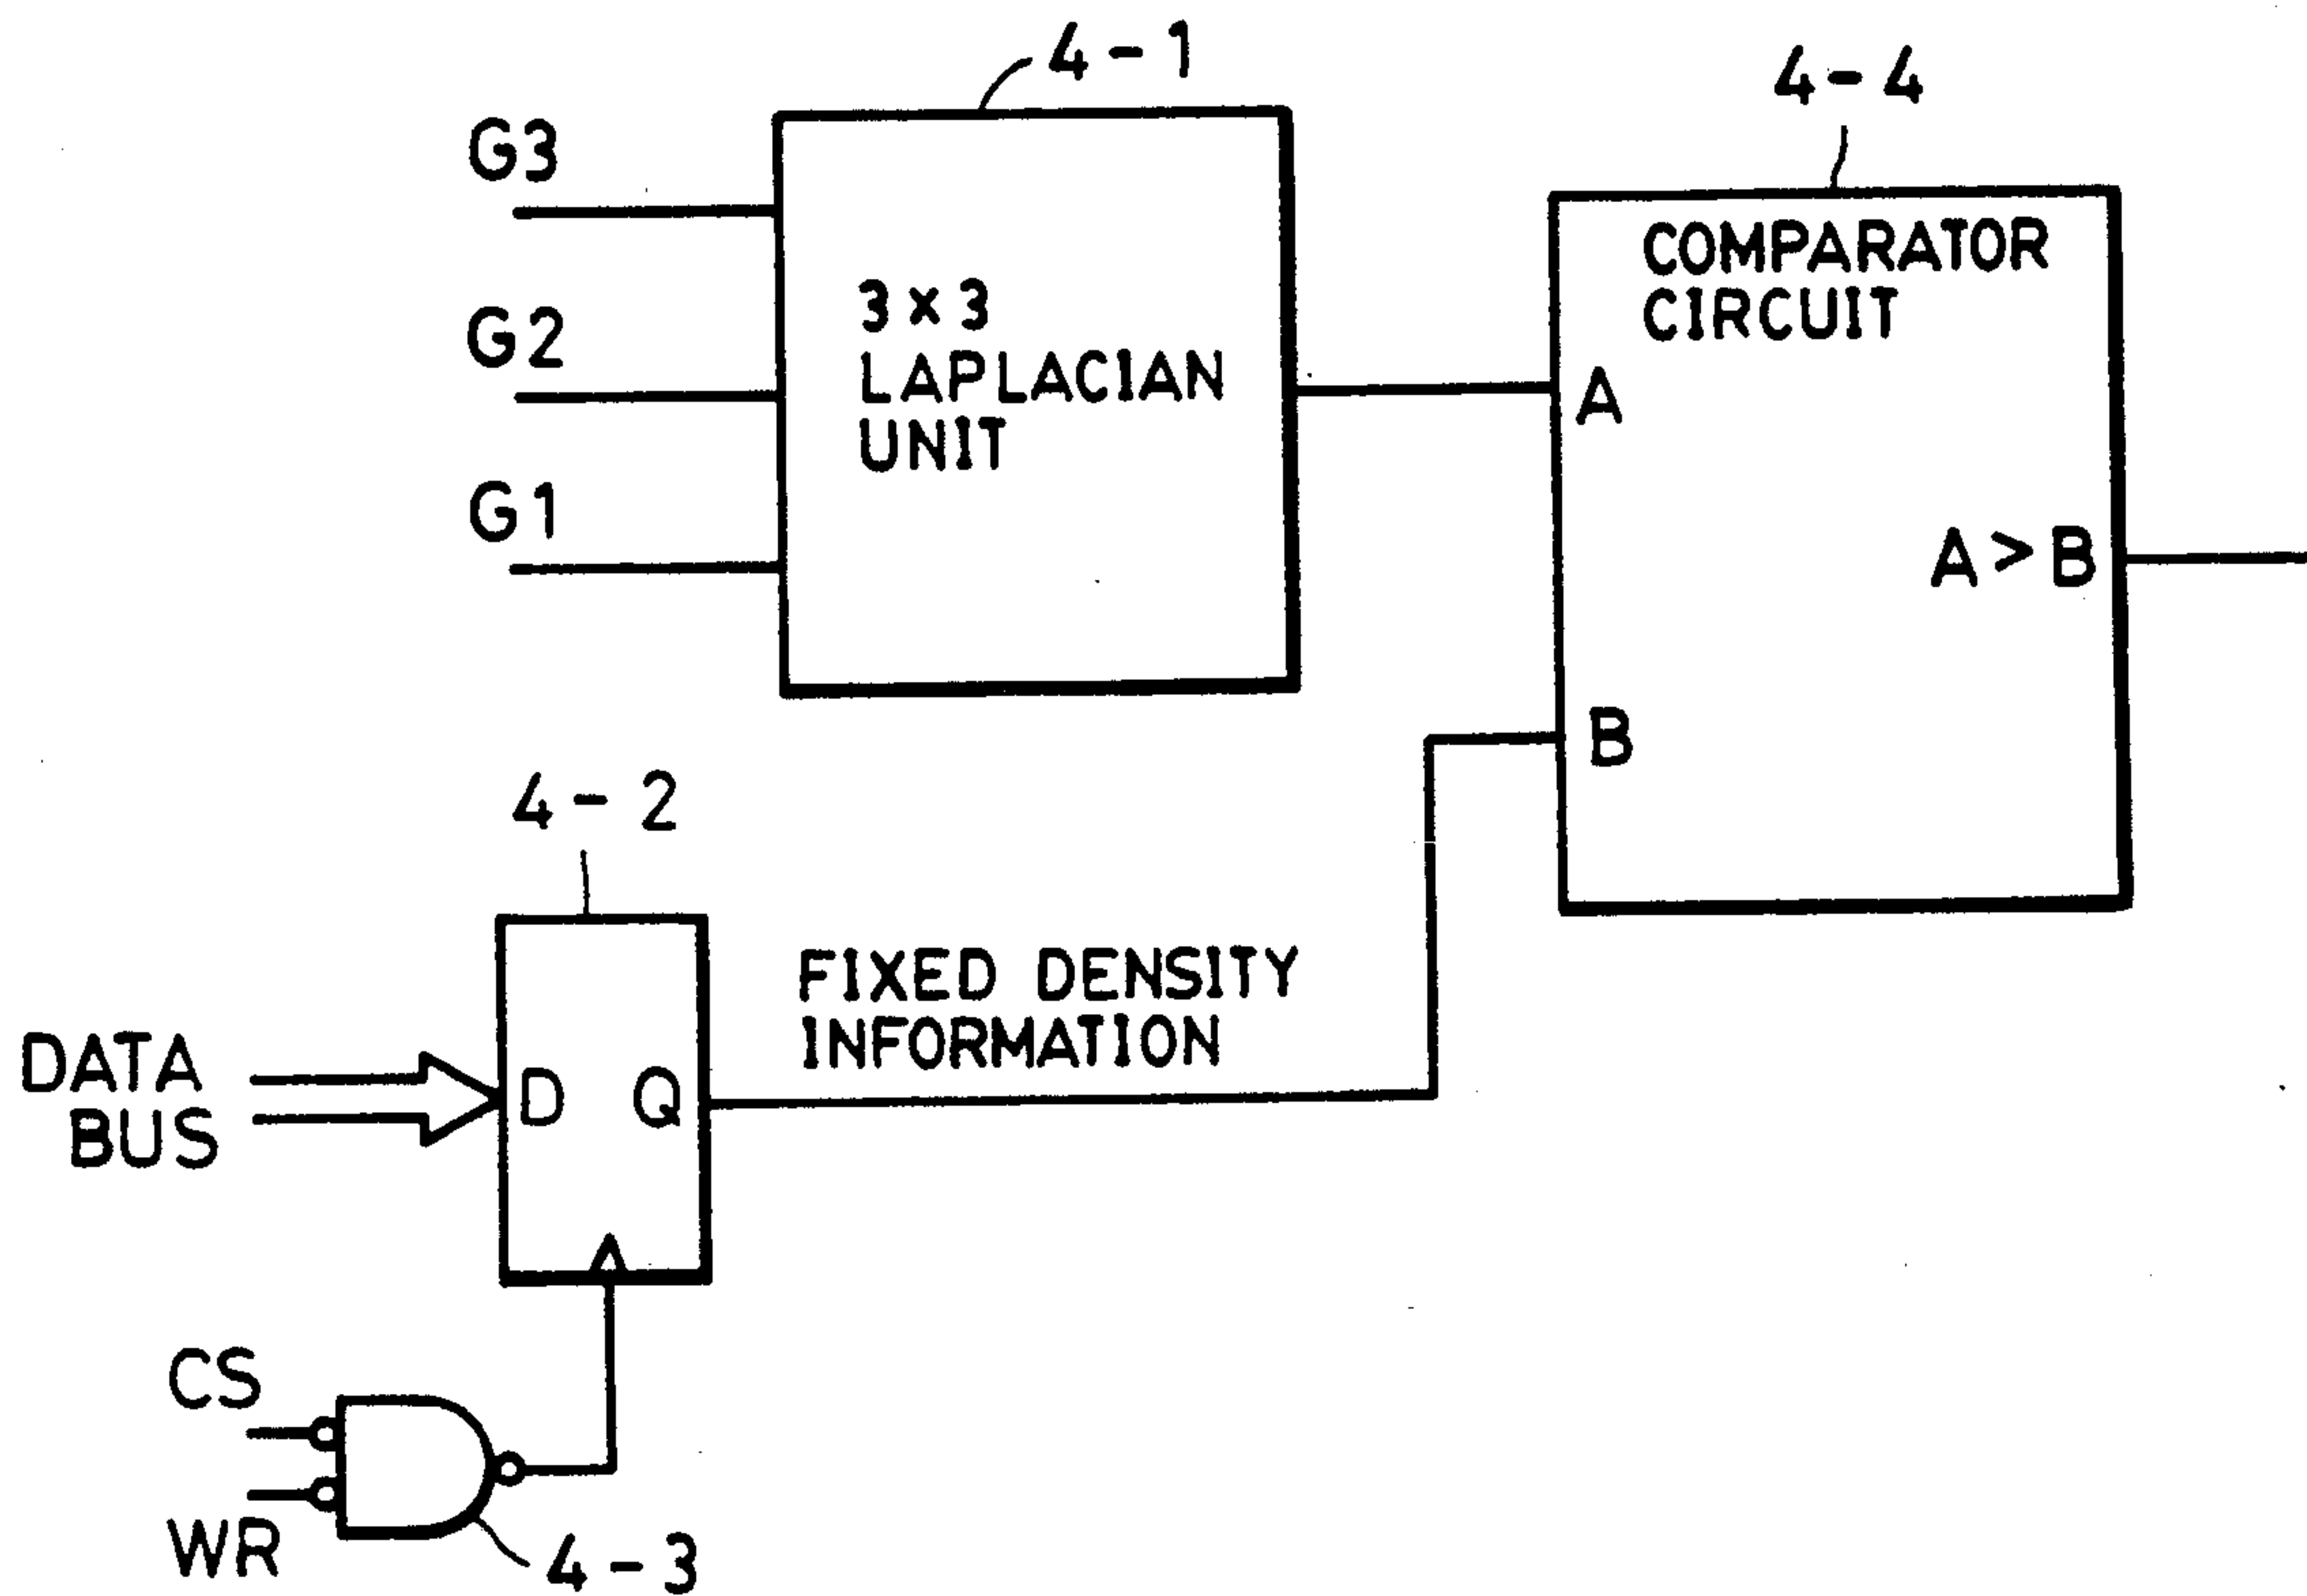 4-1
4-4
G3
G2
G1
3×3
LAPLACIAN
UNIT
COMPARATOR
CIRCUIT
A
A>B
B
4-2
FIXED DENSITY
INFORMATION
DATA
BUS
D Q
CS
WR
4-3